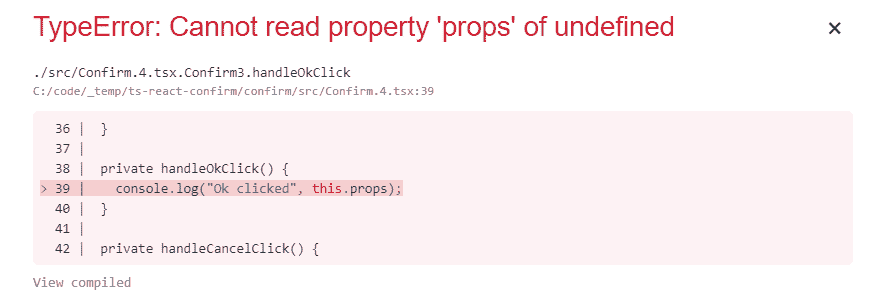 TypeError: Cannot read property 'props' of undefined
×
./src/Confirm.4.tsx.Confirm3.handleOkClick
C:/code/_temp/ts-react-confirm/confirm/src/Confirm.4.tsx:39
36 | }
37 |
38 | private handleOkClick() {
> 39 |   console.log("Ok clicked", this.props);
40 | }
41 |
42 | private handleCancelClick() {
View compiled